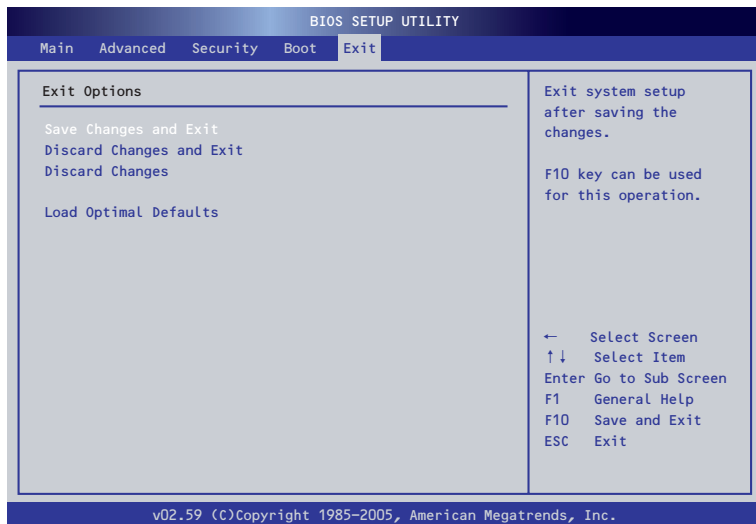 BIOS SETUP UTILITY
Main Advanced Security Boot Exit
Exit Options
Save Changes and Exit
Discard Changes and Exit
Discard Changes
Load Optimal Defaults
Exit system setup
after saving the
changes.
F10 key can be used
for this operation.
← Select Screen
↑↓ Select Item
Enter Go to Sub Screen
F1 General Help
F10 Save and Exit
ESC Exit
v02.59 (C)Copyright 1985-2005, American Megatrends, Inc.